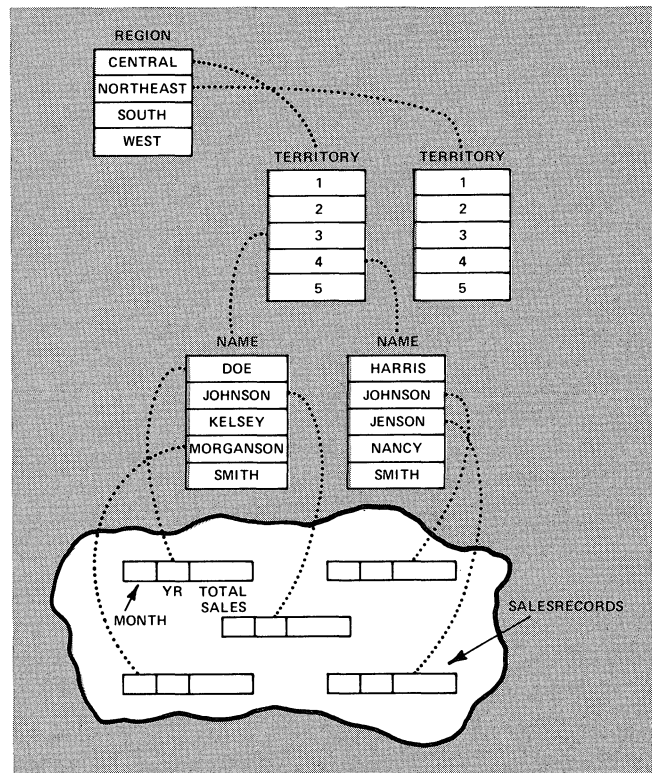 REGION
CENTRAL
NORTHEAST
SOUTH
WEST
TERRITORY
1
2
3
4
5
TERRITORY
1
2
3
4
5
NAME
DOE
JOHNSON
KELSEY
MORGANSON
SMITH
NAME
HARRIS
JOHNSON
JENSON
NANCY
SMITH
MONTH
YR
TOTAL
SALES
SALESRECORDS